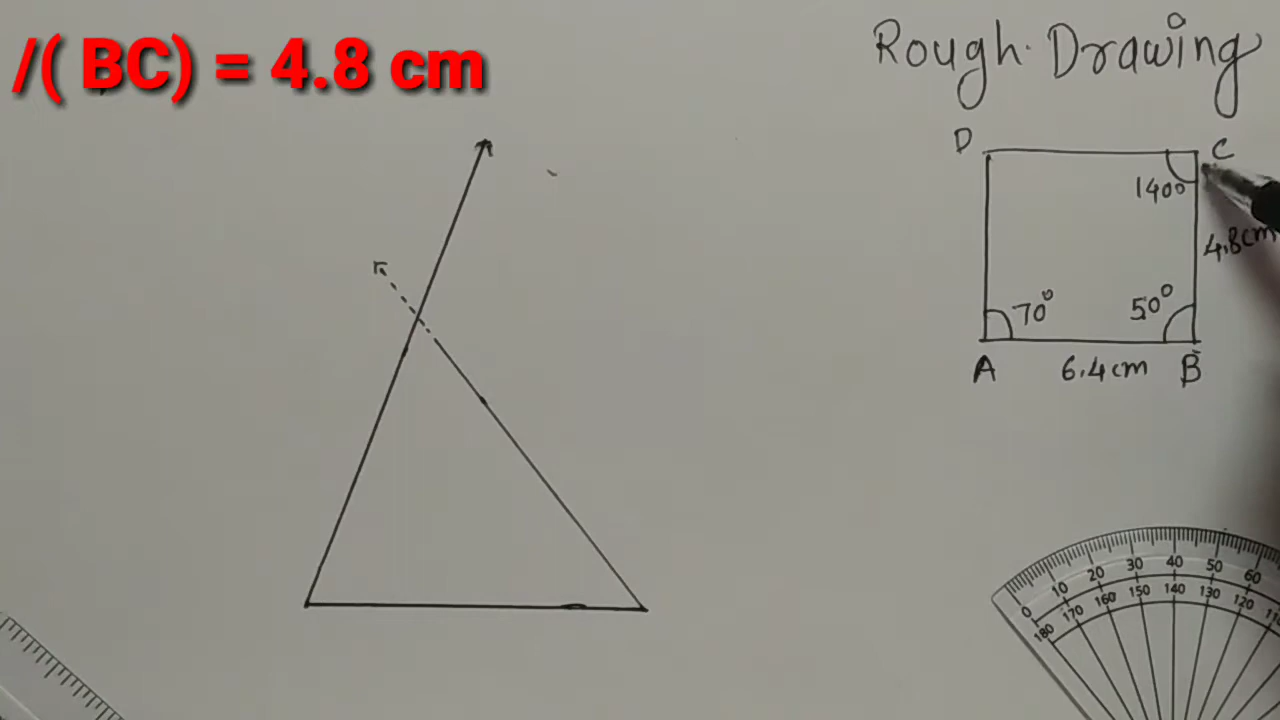 /( BC) = 4.8 cm
Rough Drawing
D
C
140°
4.8cm
70°
50°
A
6.4cm
B
0 10 20 30 40 50 60
180 170 160 150 140 130 120 110